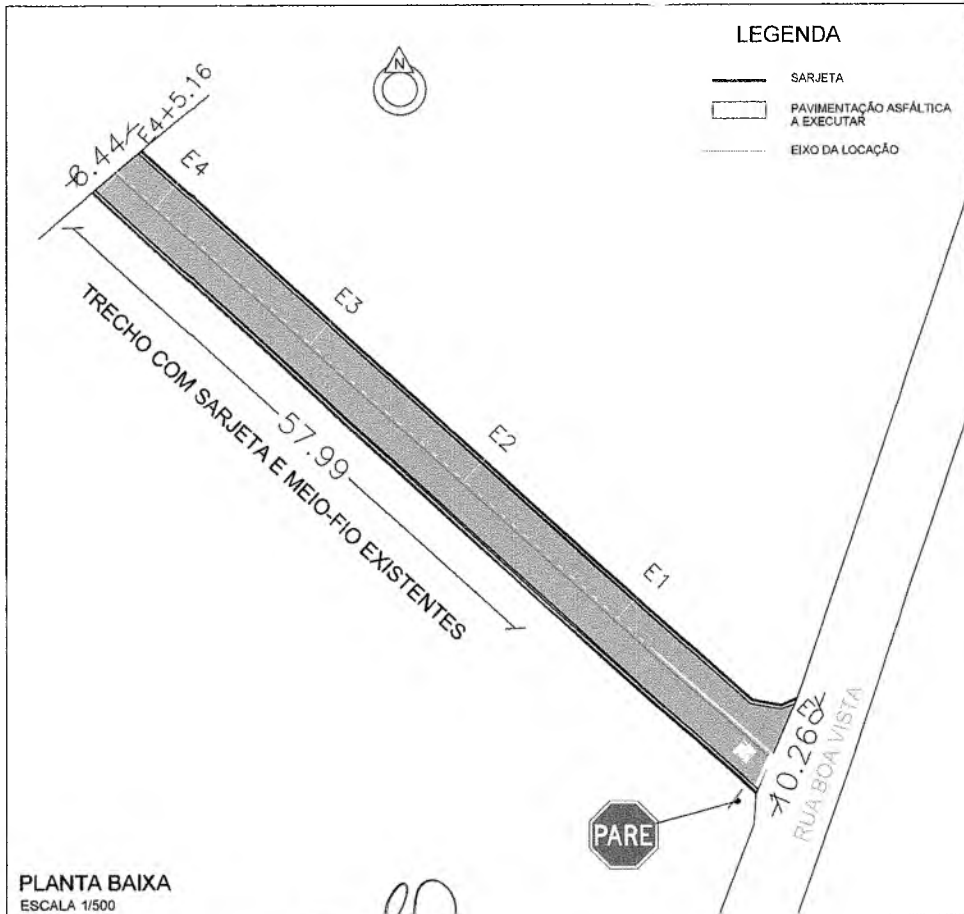 LEGENDA
SARJETA
PAVIMENTAÇÃO ASFÁLTICA
A EXECUTAR
EIXO DA LOCAÇÃO
N
E4+5.16
6.44
E4
E3
E2
E1
E0
TRECHO COM SARJETA E MEIO-FIO EXISTENTES
57.99
10.26
RUA BOA VISTA
PARE
PLANTA BAIXA
ESCALA 1/500